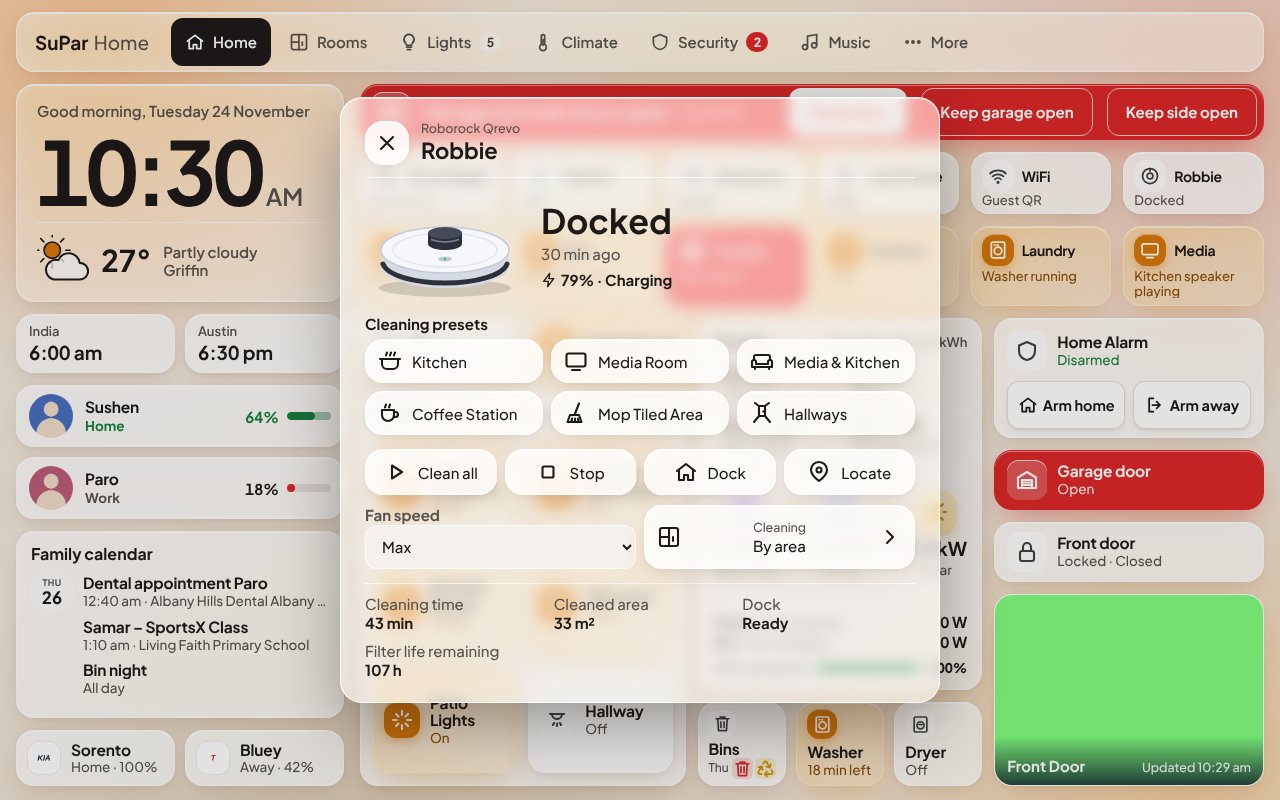 SuPar Home
Home
Rooms
Lights 5
Climate
Security 2
Music
More
Good morning, Tuesday 24 November
10:30 AM
27°
Partly cloudy
Griffin
India
6:00 am
Austin
6:30 pm
Sushen
Home
64%
Paro
Work
18%
Family calendar
THU
26
Dental appointment Paro
12:40 am · Albany Hills Dental Albany ...
Samar – SportsX Class
1:10 am · Living Faith Primary School
Bin night
All day
KIA
Sorento
Home · 100%
T
Bluey
Away · 42%
Keep garage open
Keep side open
Roborock Qrevo
Robbie
Docked
30 min ago
79% · Charging
Cleaning presets
Kitchen
Media Room
Media & Kitchen
Coffee Station
Mop Tiled Area
Hallways
Clean all
Stop
Dock
Locate
Fan speed
Max
Cleaning
By area
Cleaning time
43 min
Cleaned area
33 m²
Dock
Ready
Filter life remaining
107 h
WiFi
Guest QR
Robbie
Docked
Laundry
Washer running
Media
Kitchen speaker
playing
kWh
kW
0 W
0 W
Patio
Lights
On
Hallway
Off
Bins
Thu
Washer
18 min left
Dryer
Off
Home Alarm
Disarmed
Arm home
Arm away
Garage door
Open
Front door
Locked · Closed
Front Door
Updated 10:29 am